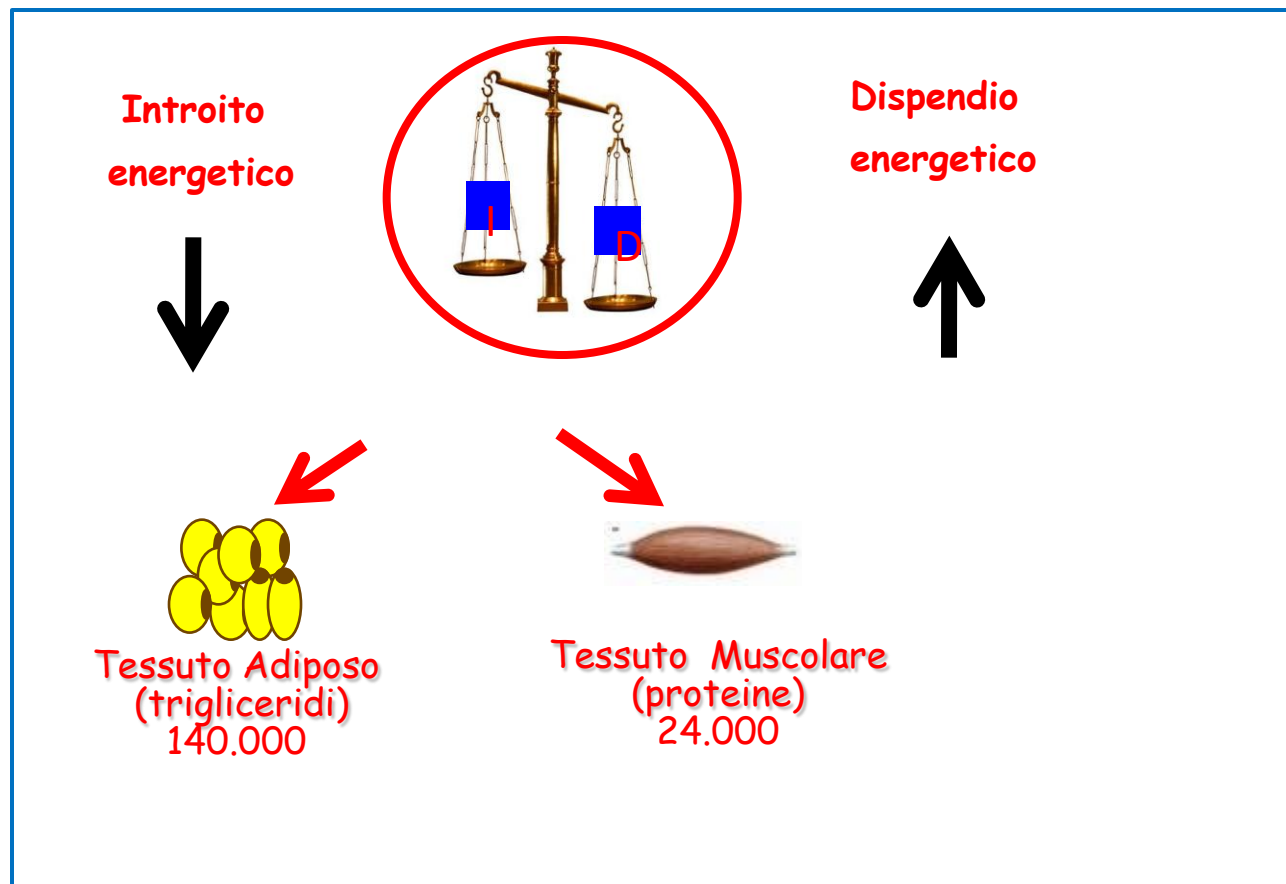 Introito
energetico
I
D
Dispendio
energetico
Tessuto Adiposo
(trigliceridi)
140.000
Tessuto Muscolare
(proteine)
24.000